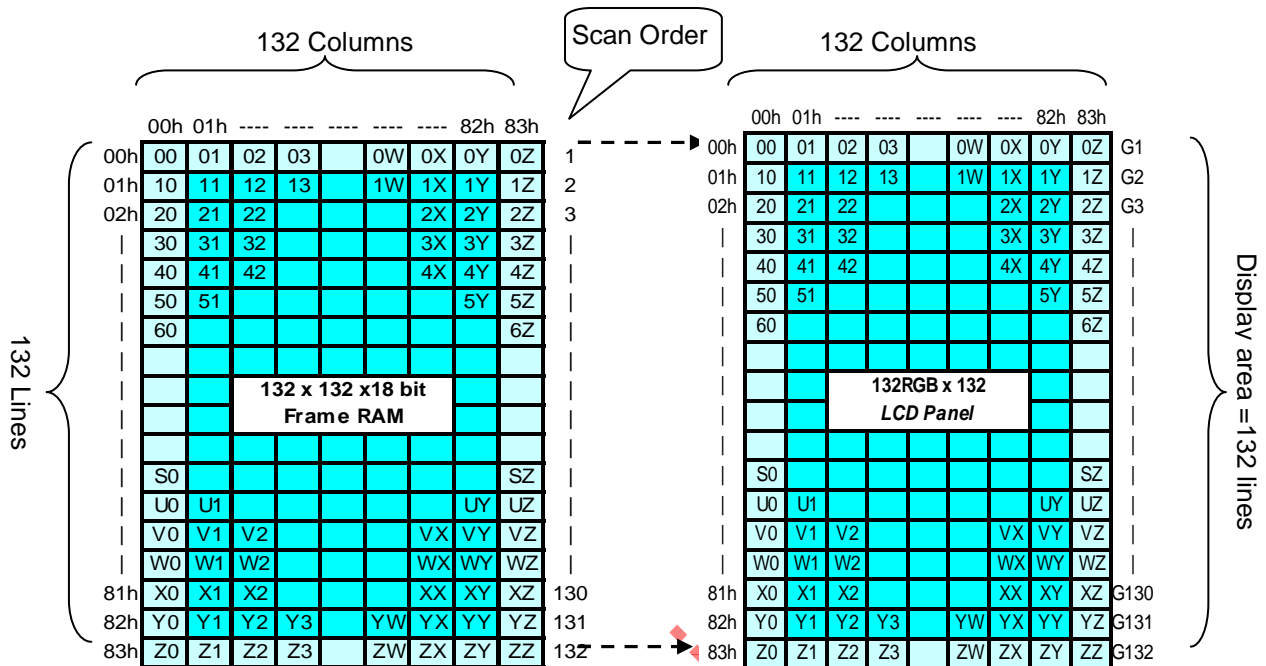 132 Columns Scan Order 132 Columns
00h 01h ---- ---- ---- ---- ---- 82h 83h 00h 01h ---- ---- ---- ---- ---- 82h 83h
00h 00 01 02 03 0W 0X 0Y 0Z 1 00h 00 01 02 03 0W 0X 0Y 0Z G1
01h 10 11 12 13 1W 1X 1Y 1Z 2 01h 10 11 12 13 1W 1X 1Y 1Z G2
02h 20 21 22 2X 2Y 2Z 3 02h 20 21 22 2X 2Y 2Z G3
30 31 32 3X 3Y 3Z 30 31 32 3X 3Y 3Z
40 41 42 4X 4Y 4Z 40 41 42 4X 4Y 4Z
50 51 5Y 5Z 50 51 5Y 5Z
60 6Z 60 6Z
132 Lines
132 x 132 x18 bit 132RGB x 132
Frame RAM LCD Panel
Display area =132 lines
S0 SZ S0 SZ
U0 U1 UY UZ U0 U1 UY UZ
V0 V1 V2 VX VY VZ V0 V1 V2 VX VY VZ
W0 W1 W2 WX WY WZ W0 W1 W2 WX WY WZ
81h X0 X1 X2 XX XY XZ 130 81h X0 X1 X2 XX XY XZ G130
82h Y0 Y1 Y2 Y3 YW YX YY YZ 131 82h Y0 Y1 Y2 Y3 YW YX YY YZ G131
83h Z0 Z1 Z2 Z3 ZW ZX ZY ZZ 132 83h Z0 Z1 Z2 Z3 ZW ZX ZY ZZ G132